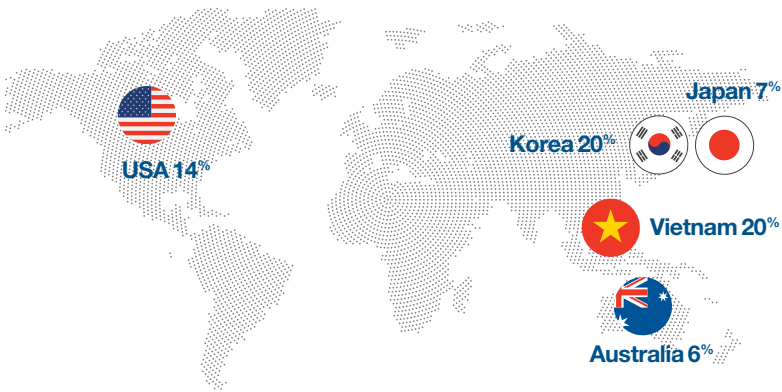 Japan 7%
Korea 20%
USA 14%
Vietnam 20%
Australia 6%